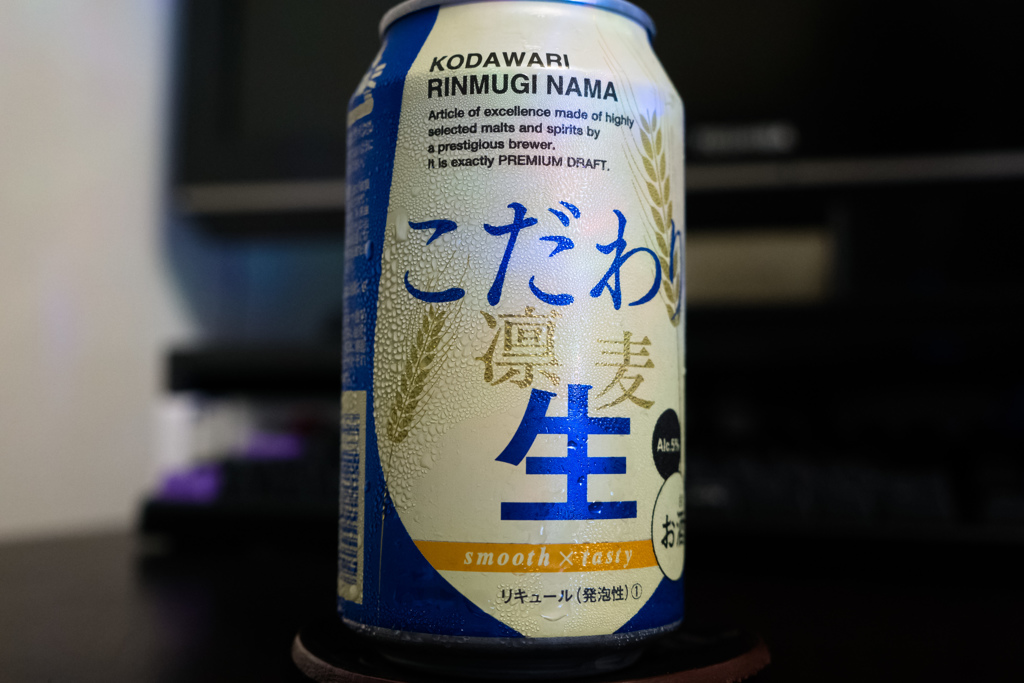 KODAWARI
RINMUGI NAMA
Article of excellence made of highly
selected malts and spirits by
a prestigious brewer.
It is exactly PREMIUM DRAFT.
こだわり
凛麦
生
Alc.5%
お酒
smooth×tasty
リキュール(発泡性)①